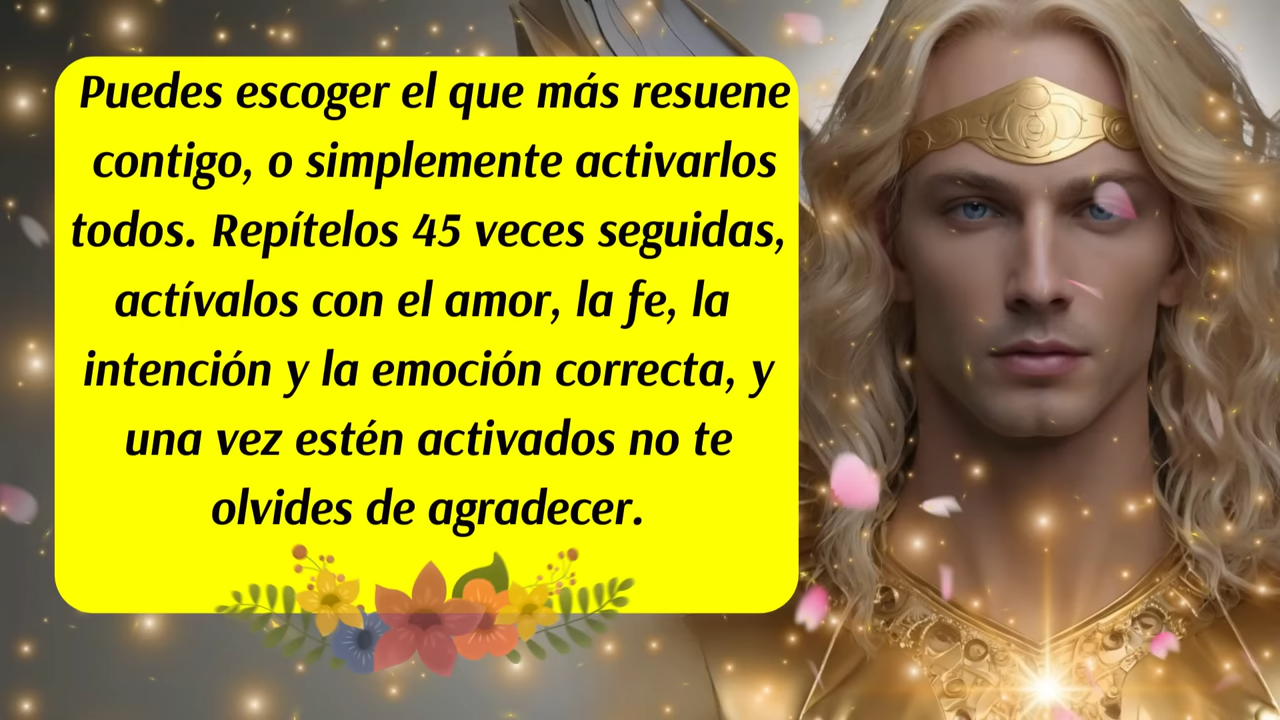 Puedes escoger el que más resuene
contigo, o simplemente activarlos
todos. Repítelos 45 veces seguidas,
actívalos con el amor, la fe, la
intención y la emoción correcta, y
una vez estén activados no te
olvides de agradecer.